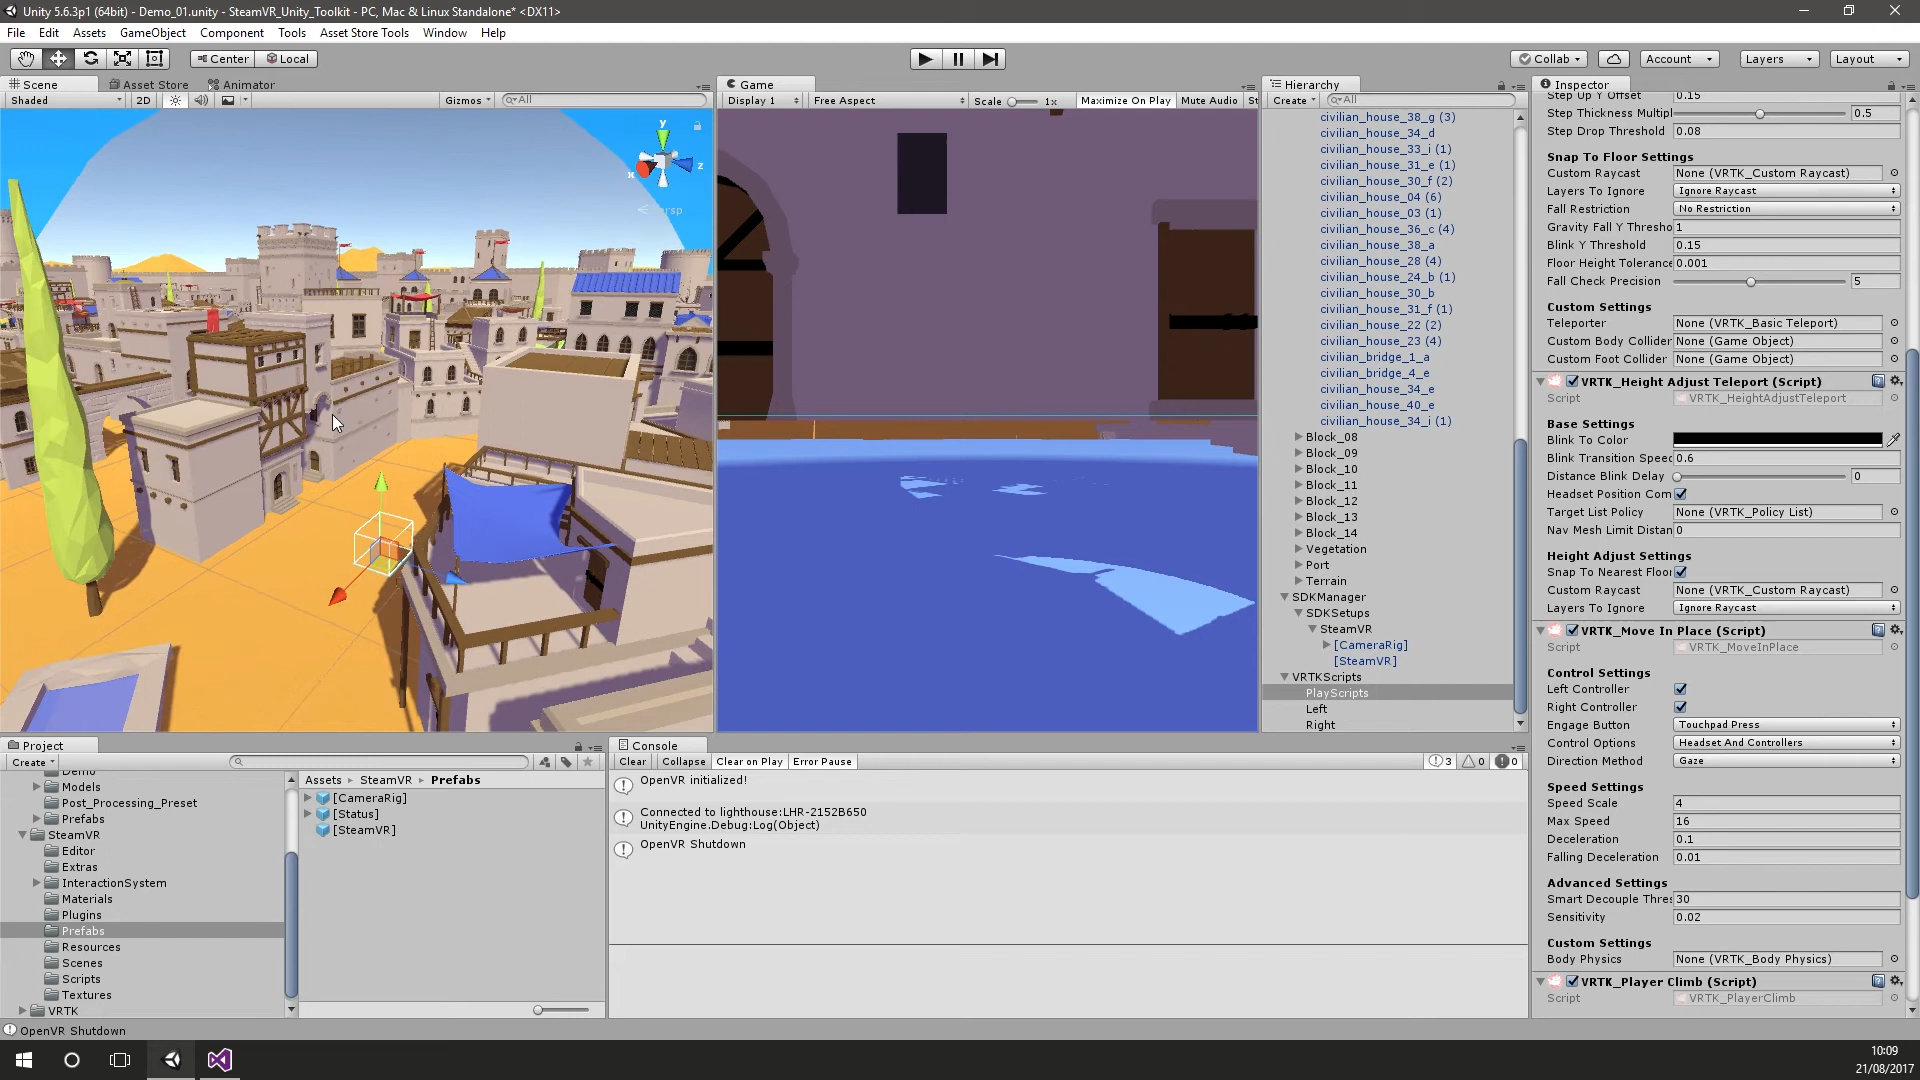 Unity 5.6.3p1 (64bit) - Demo_01.unity - SteamVR_Unity_Toolkit - PC, Mac & Linux Standalone* <DX11>
File Edit Assets GameObject Component Tools Asset Store Tools Window Help
Center Local Collab Account Layers Layout
Scene Asset Store Animator
Shaded 2D Gizmos All
y
z
x
Game
Display 1 Free Aspect Scale 1x Maximize On Play Mute Audio St
Hierarchy
Create All
civilian_house_38_g (3)
civilian_house_34_d
civilian_house_33_i (1)
civilian_house_31_e (1)
civilian_house_30_f (2)
civilian_house_04 (6)
civilian_house_03 (1)
civilian_house_36_c (4)
civilian_house_38_a
civilian_house_28 (4)
civilian_house_24_b (1)
civilian_house_30_b
civilian_house_31_f (1)
civilian_house_22 (2)
civilian_house_23 (4)
civilian_bridge_1_a
civilian_bridge_4_e
civilian_house_34_e
civilian_house_40_e
civilian_house_34_i (1)
Block_08
Block_09
Block_10
Block_11
Block_12
Block_13
Block_14
Vegetation
Port
Terrain
SDKManager
SDKSetups
SteamVR
[CameraRig]
[SteamVR]
VRTKScripts
PlayScripts
Left
Right
Inspector
Step Up Y Offset 0.15
Step Thickness Multipl 0.5
Step Drop Threshold 0.08
Snap To Floor Settings
Custom Raycast None (VRTK_Custom Raycast)
Layers To Ignore Ignore Raycast
Fall Restriction No Restriction
Gravity Fall Y Thresho 1
Blink Y Threshold 0.15
Floor Height Tolerance 0.001
Fall Check Precision 5
Custom Settings
Teleporter None (VRTK_Basic Teleport)
Custom Body Collider None (Game Object)
Custom Foot Collider None (Game Object)
VRTK_Height Adjust Teleport (Script)
Script VRTK_HeightAdjustTeleport
Base Settings
Blink To Color
Blink Transition Speed 0.6
Distance Blink Delay 0
Headset Position Com
Target List Policy None (VRTK_Policy List)
Nav Mesh Limit Distan 0
Height Adjust Settings
Snap To Nearest Floor
Custom Raycast None (VRTK_Custom Raycast)
Layers To Ignore Ignore Raycast
VRTK_Move In Place (Script)
Script VRTK_MoveInPlace
Control Settings
Left Controller
Right Controller
Engage Button Touchpad Press
Control Options Headset And Controllers
Direction Method Gaze
Speed Settings
Speed Scale 4
Max Speed 16
Deceleration 0.1
Falling Deceleration 0.01
Advanced Settings
Smart Decouple Thres 30
Sensitivity 0.02
Custom Settings
Body Physics None (VRTK_Body Physics)
VRTK_Player Climb (Script)
Script VRTK_PlayerClimb
Project
Create
Demo
Models
Post_Processing_Preset
Prefabs
SteamVR
Editor
Extras
InteractionSystem
Materials
Plugins
Prefabs
Resources
Scenes
Scripts
Textures
VRTK
Assets SteamVR Prefabs
[CameraRig]
[Status]
[SteamVR]
Console
Clear Collapse Clear on Play Error Pause 3 0 0
OpenVR initialized!
Connected to lighthouse:LHR-2152B650
UnityEngine.Debug:Log(Object)
OpenVR Shutdown
OpenVR Shutdown
10:09
21/08/2017